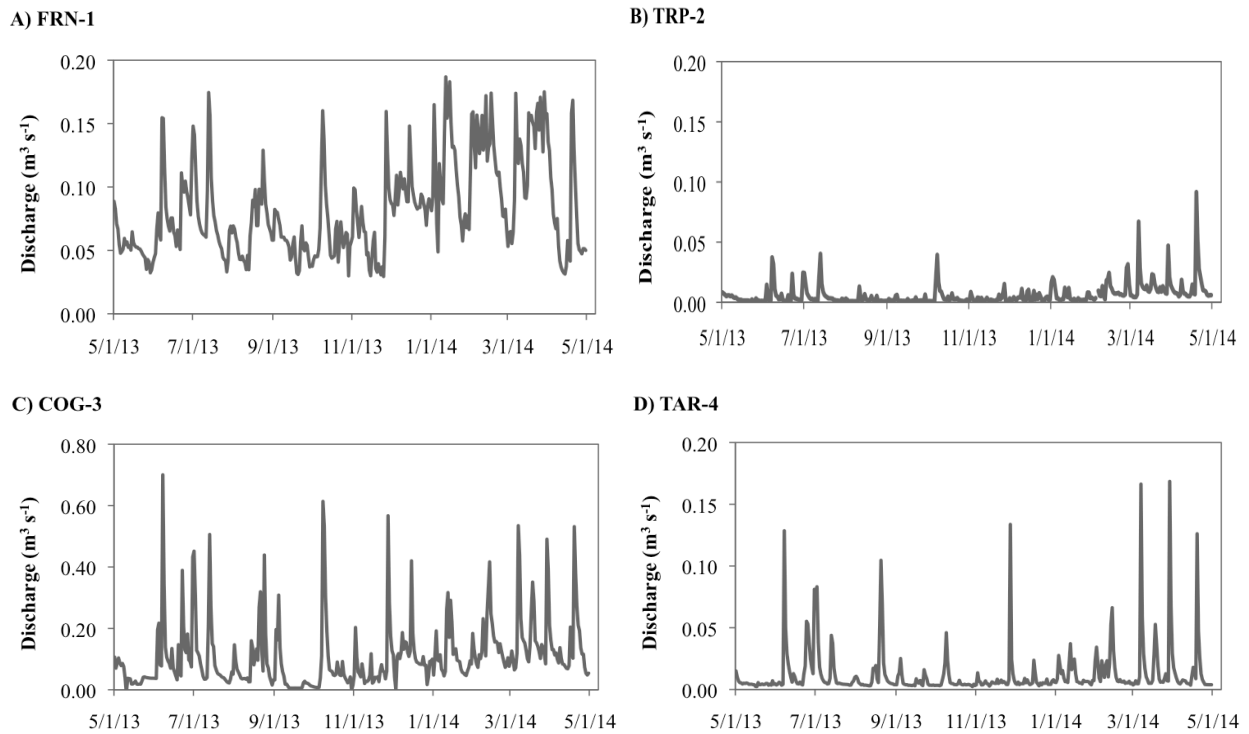 A) FRN-1
Discharge (m³ s⁻¹)
0.20
0.15
0.10
0.05
0.00
5/1/13 7/1/13 9/1/13 11/1/13 1/1/14 3/1/14 5/1/14
B) TRP-2
Discharge (m³ s⁻¹)
0.20
0.15
0.10
0.05
0.00
5/1/13 7/1/13 9/1/13 11/1/13 1/1/14 3/1/14 5/1/14
C) COG-3
Discharge (m³ s⁻¹)
0.80
0.60
0.40
0.20
0.00
5/1/13 7/1/13 9/1/13 11/1/13 1/1/14 3/1/14 5/1/14
D) TAR-4
Discharge (m³ s⁻¹)
0.20
0.15
0.10
0.05
0.00
5/1/13 7/1/13 9/1/13 11/1/13 1/1/14 3/1/14 5/1/14